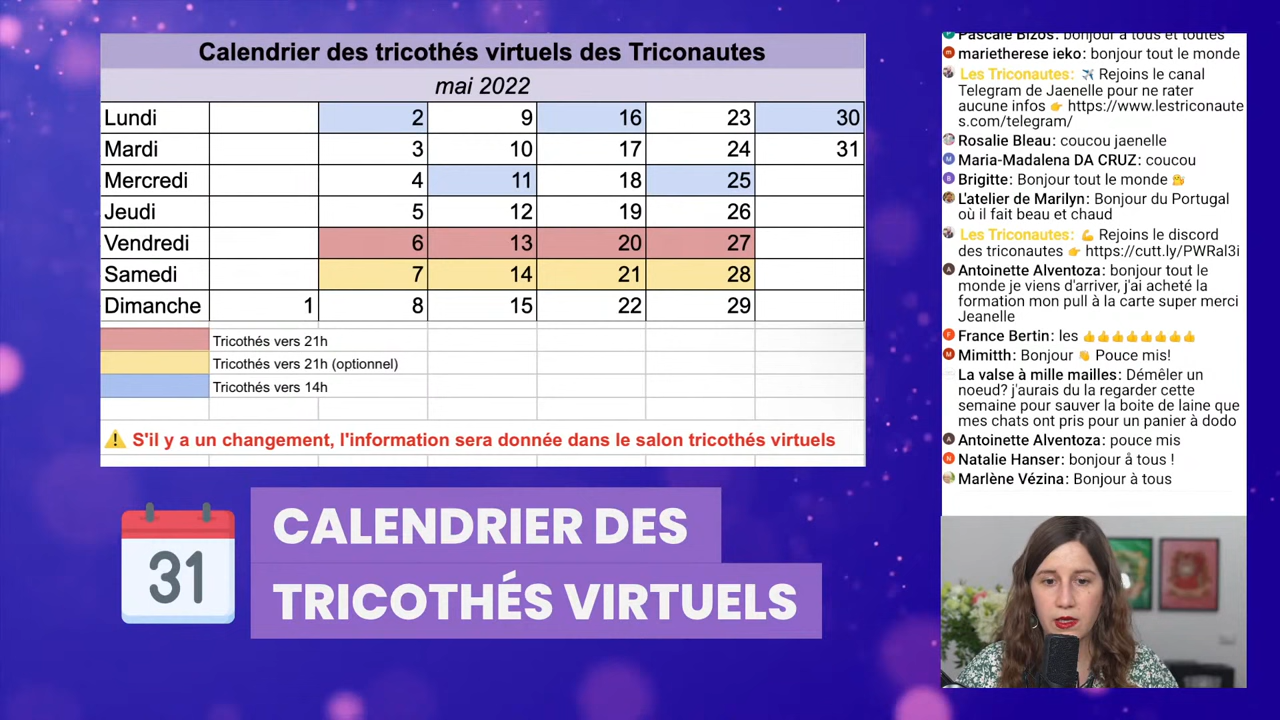 Calendrier des tricothés virtuels des Triconautes
mai 2022
Lundi 2 9 16 23 30
Mardi 3 10 17 24 31
Mercredi 4 11 18 25
Jeudi 5 12 19 26
Vendredi 6 13 20 27
Samedi 7 14 21 28
Dimanche 1 8 15 22 29
Tricothés vers 21h
Tricothés vers 21h (optionnel)
Tricothés vers 14h
⚠️ S'il y a un changement, l'information sera donnée dans le salon tricothés virtuels
31
CALENDRIER DES
TRICOTHÉS VIRTUELS
Pascale Bizos: bonjour à tous et toutes
marietherese ieko: bonjour tout le monde
Les Triconautes: ✈️ Rejoins le canal
Telegram de Jaenelle pour ne rater
aucune infos 👉 https://www.lestriconaute
s.com/telegram/
Rosalie Bleau: coucou jaenelle
Maria-Madalena DA CRUZ: coucou
Brigitte: Bonjour tout le monde
L'atelier de Marilyn: Bonjour du Portugal
où il fait beau et chaud
Les Triconautes: 💪 Rejoins le discord
des triconautes 👉 https://cutt.ly/PWRal3i
Antoinette Alventoza: bonjour tout le
monde je viens d'arriver, j'ai acheté la
formation mon pull à la carte super merci
Jeanelle
France Bertin: les 👍👍👍👍👍👍👍👍
Mimitth: Bonjour 👋 Pouce mis!
La valse à mille mailles: Démêler un
noeud? j'aurais du la regarder cette
semaine pour sauver la boite de laine que
mes chats ont pris pour un panier à dodo
Antoinette Alventoza: pouce mis
Natalie Hanser: bonjour å tous !
Marlène Vézina: Bonjour à tous